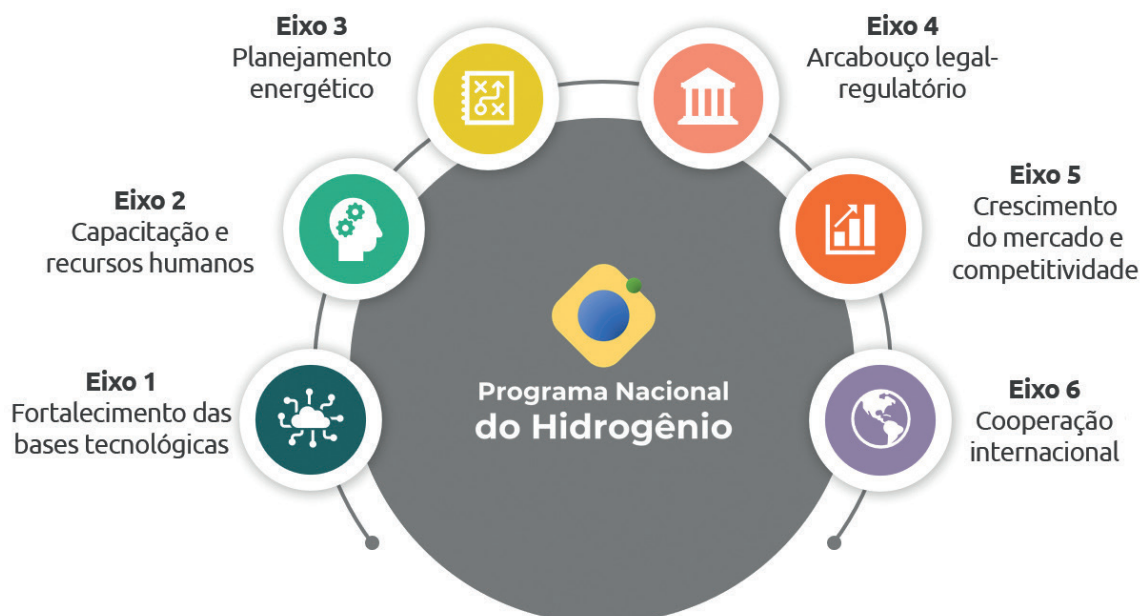 Eixo 3
Planejamento
energético
Eixo 4
Arcabouço legal-
regulatório
Eixo 2
Capacitação e
recursos humanos
Eixo 5
Crescimento
do mercado e
competitividade
Eixo 1
Fortalecimento das
bases tecnológicas
Programa Nacional
do Hidrogênio
Eixo 6
Cooperação
internacional